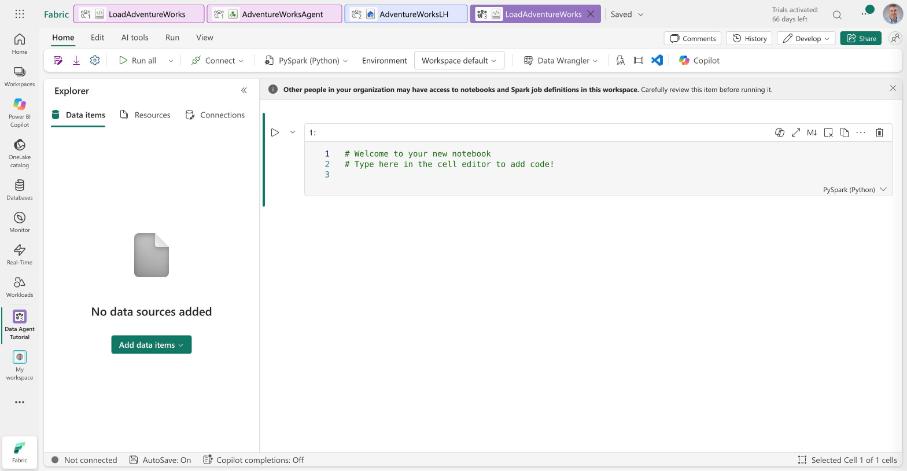 Fabric LoadAdventureWorks AdventureWorksAgent AdventureWorksLH LoadAdventureWorks Saved Trials activated: 66 days left
Home Edit AI tools Run View Comments History Develop Share
Run all Connect PySpark (Python) Environment Workspace default Data Wrangler Copilot
Home
Workspaces
Power BI Copilot
OneLake catalog
Databases
Monitor
Real-Time
Workloads
Data Agent Tutorial
My workspace
Fabric
Explorer
Data items Resources Connections
No data sources added
Add data items
Other people in your organization may have access to notebooks and Spark job definitions in this workspace. Carefully review this item before running it.
1: M↓
1 # Welcome to your new notebook
2 # Type here in the cell editor to add code!
3
PySpark (Python)
Not connected AutoSave: On Copilot completions: Off Selected Cell 1 of 1 cells